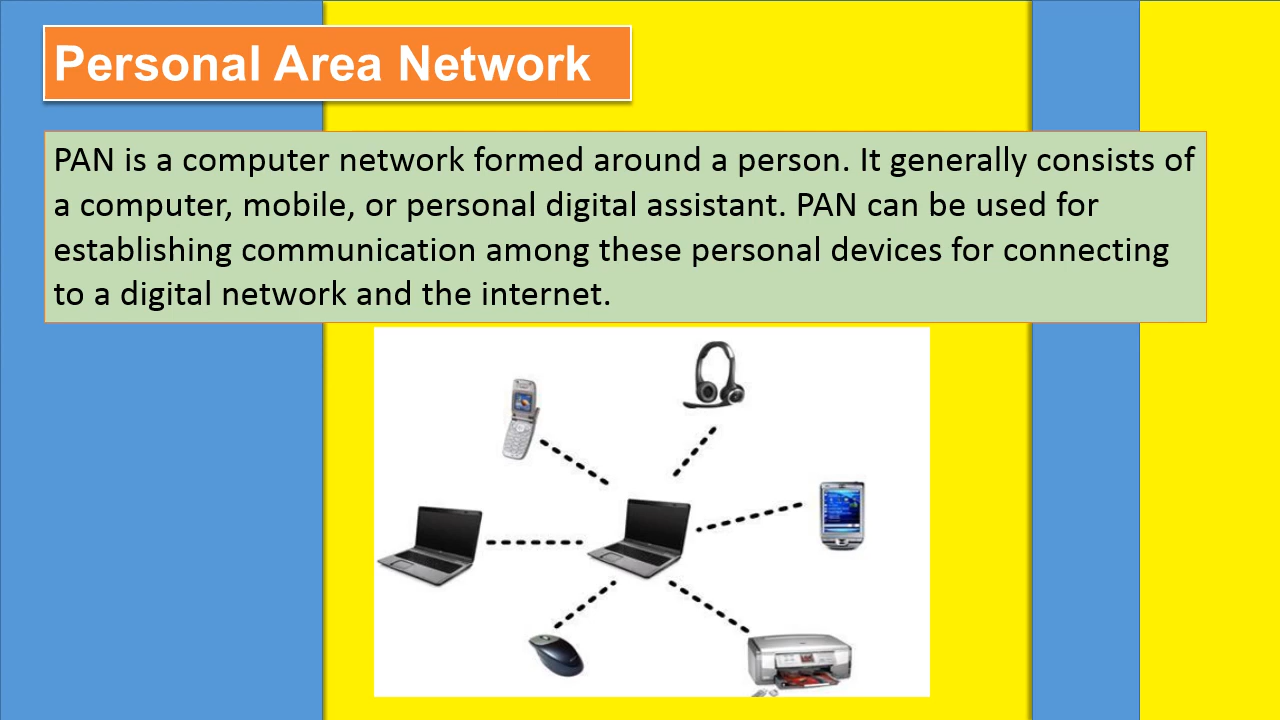 Personal Area Network
PAN is a computer network formed around a person. It generally consists of
a computer, mobile, or personal digital assistant. PAN can be used for
establishing communication among these personal devices for connecting
to a digital network and the internet.